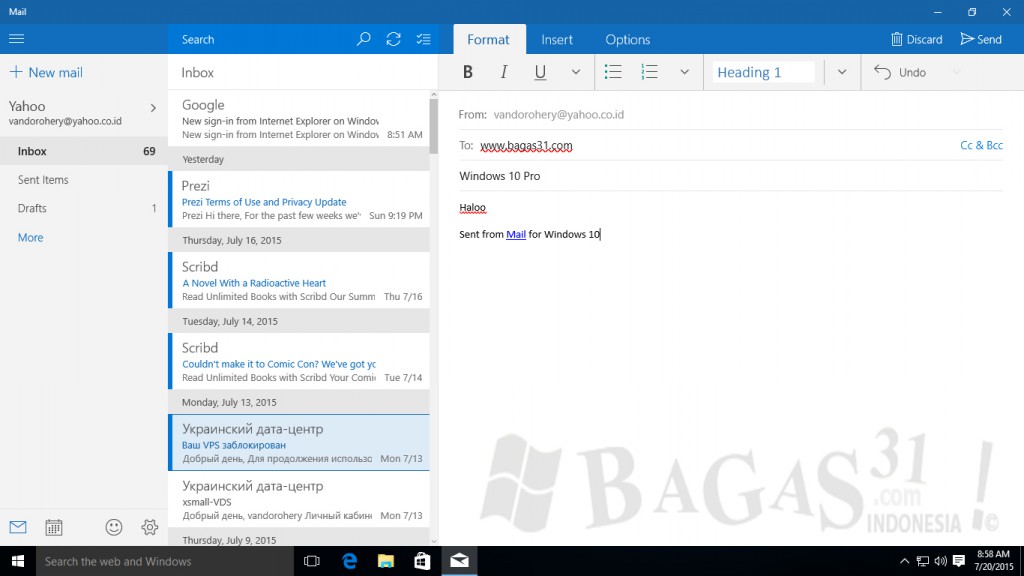 Mail
Search
Format Insert Options
Discard Send
New mail
Inbox
B I U
Heading 1
Undo
Yahoo
vandorohery@yahoo.co.id
Inbox 69
Sent Items
Drafts 1
More
Google
New sign-in from Internet Explorer on Window
New sign-in from Internet Explorer on Window 8:51 AM
Yesterday
Prezi
Prezi Terms of Use and Privacy Update
Prezi Hi there, For the past few weeks we' Sun 9:19 PM
Thursday, July 16, 2015
Scribd
A Novel With a Radioactive Heart
Read Unlimited Books with Scribd Our Summ Thu 7/16
Tuesday, July 14, 2015
Scribd
Couldn't make it to Comic Con? We've got yo
Read Unlimited Books with Scribd Your Comi Tue 7/14
Monday, July 13, 2015
Украинский дата-центр
Ваш VPS заблокирован
Добрый день, Для продолжения использо Mon 7/13
Украинский дата-центр
xsmall-VDS
Добрый день, vandorohery Личный кабине Mon 7/13
Thursday, July 9, 2015
From: vandorohery@yahoo.co.id
To: www.bagas31.com Cc & Bcc
Windows 10 Pro
Haloo
Sent from Mail for Windows 10
BAGAS31
.com
INDONESIA
Search the web and Windows
8:58 AM
7/20/2015